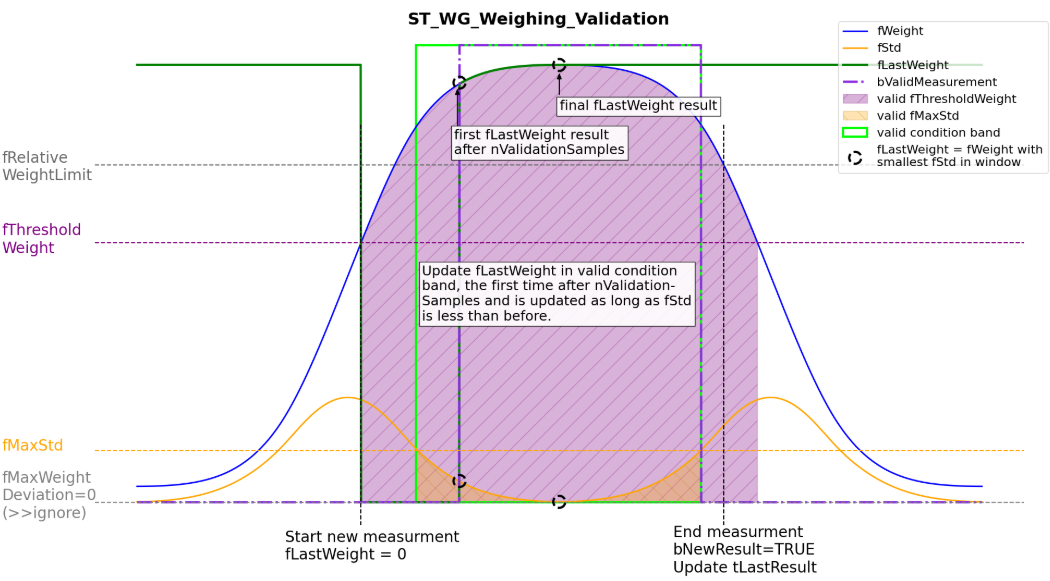 ST_WG_Weighing_Validation
fWeight
fStd
fLastWeight
bValidMeasurement
valid fThresholdWeight
valid fMaxStd
valid condition band
fLastWeight = fWeight with
smallest fStd in window
final fLastWeight result
first fLastWeight result
after nValidationSamples
fRelative
WeightLimit
fThreshold
Weight
Update fLastWeight in valid condition
band, the first time after nValidation-
Samples and is updated as long as fStd
is less than before.
fMaxStd
fMaxWeight
Deviation=0
(>>ignore)
Start new measurment
fLastWeight = 0
End measurment
bNewResult=TRUE
Update tLastResult